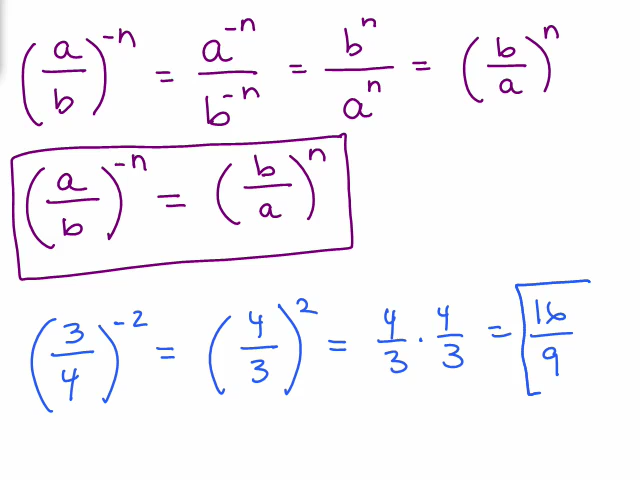 (a/b)^-n = a^-n/b^-n = b^n/a^n = (b/a)^n
(a/b)^-n = (b/a)^n
(3/4)^-2 = (4/3)^2 = 4/3 · 4/3 = 16/9